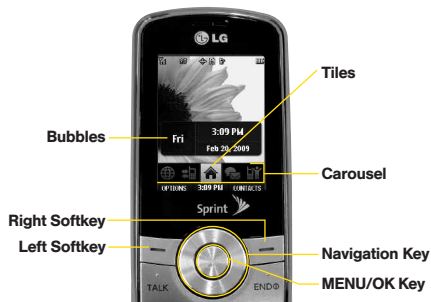 LG
Tiles
Bubbles
Fri
3:09 PM
Feb 20, 2009
Carousel
OPTIONS 3:09 PM CONTACTS
Sprint
Right Softkey
Left Softkey
Navigation Key
MENU/OK Key
TALK
END